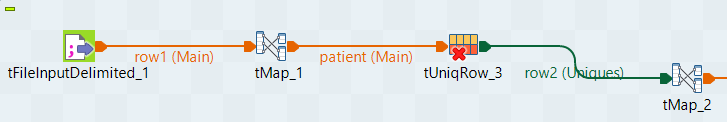 row1 (Main)
patient (Main)
row2 (Uniques)
tFileInputDelimited_1
tMap_1
tUniqRow_3
tMap_2